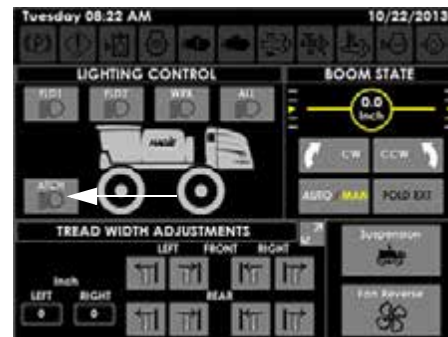 Tuesday 08:22 AM 10/22/2013
LIGHTING CONTROL BOOM STATE
FLD1 FLD2 WRK ALL
0.0
Inch
HAGIE
CW CCW
ATCH
AUTO / MAN FOLD EXT
TREAD WIDTH ADJUSTMENTS
LEFT FRONT RIGHT
Suspension
Inch
LEFT RIGHT
REAR
0 0
Fan Reverse